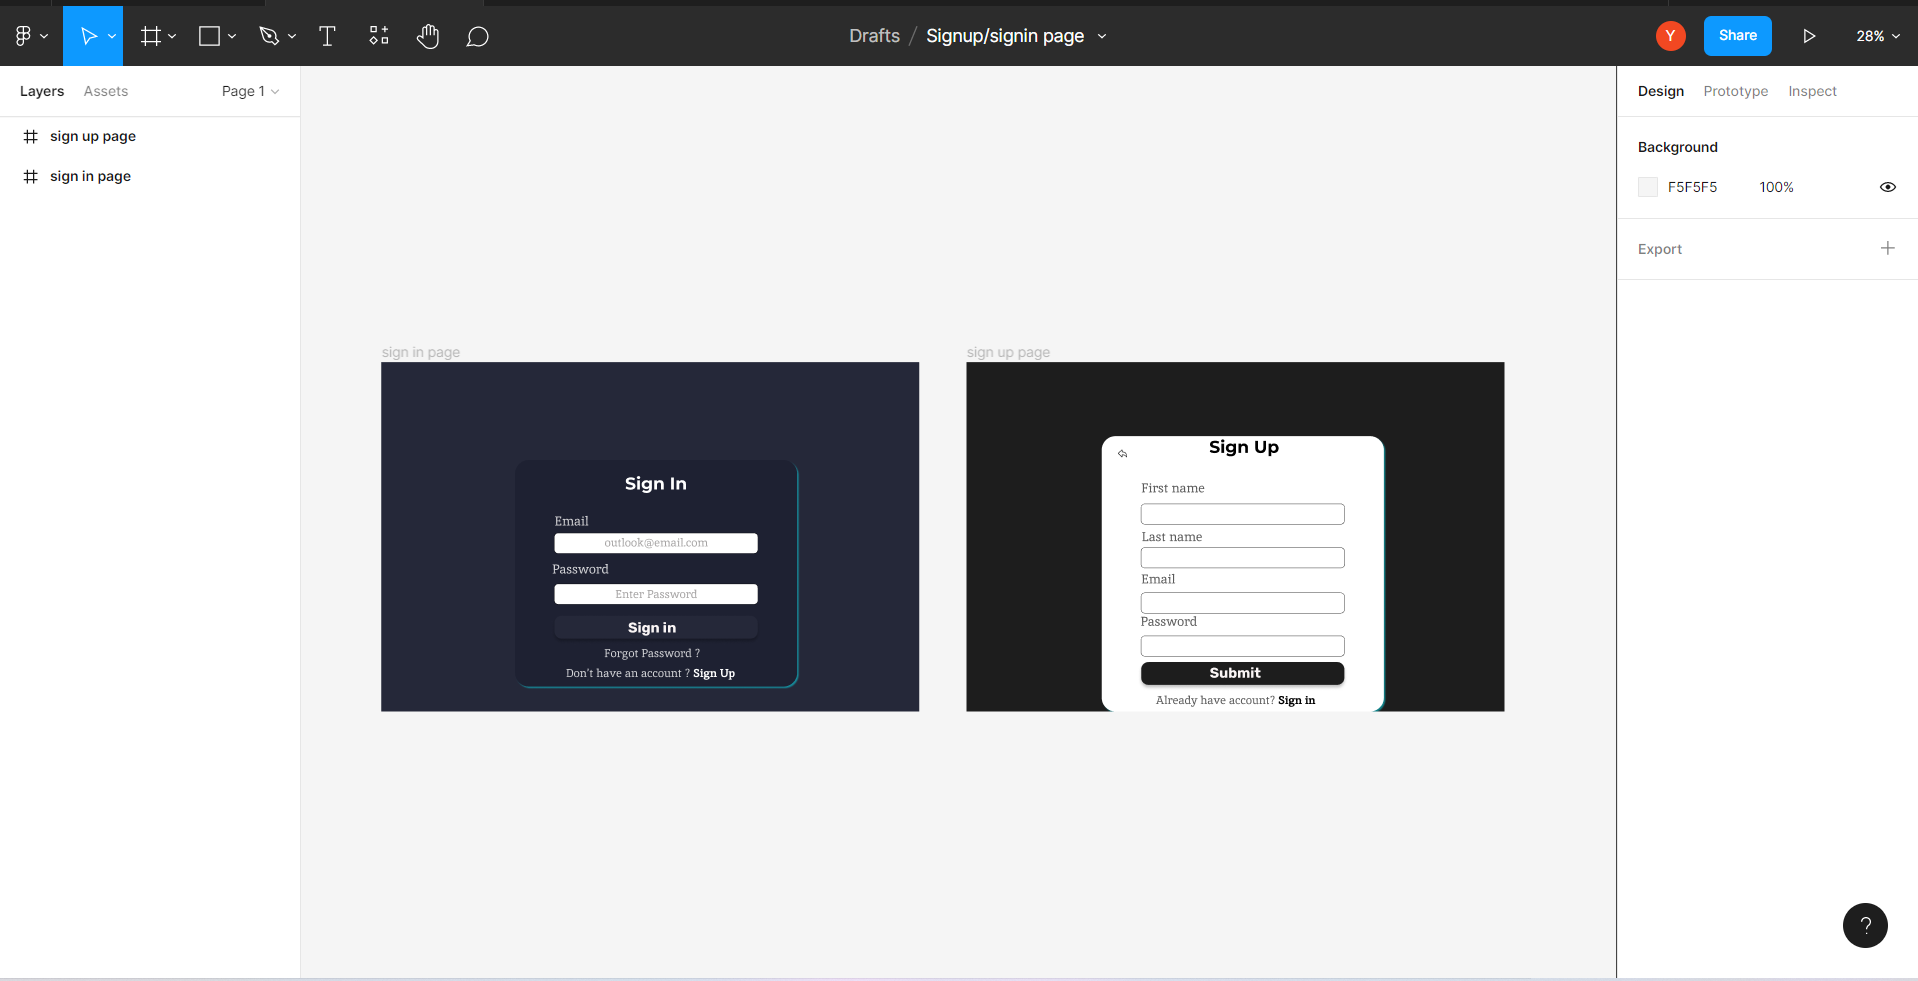 Drafts / Signup/signin page
Y
Share
28%
Layers Assets Page 1
sign up page
sign in page
Design Prototype Inspect
Background
F5F5F5 100%
Export
sign in page
Sign In
Email
outlook@email.com
Password
Enter Password
Sign in
Forgot Password ?
Don't have an account ? Sign Up
sign up page
Sign Up
First name
Last name
Email
Password
Submit
Already have account? Sign in
?